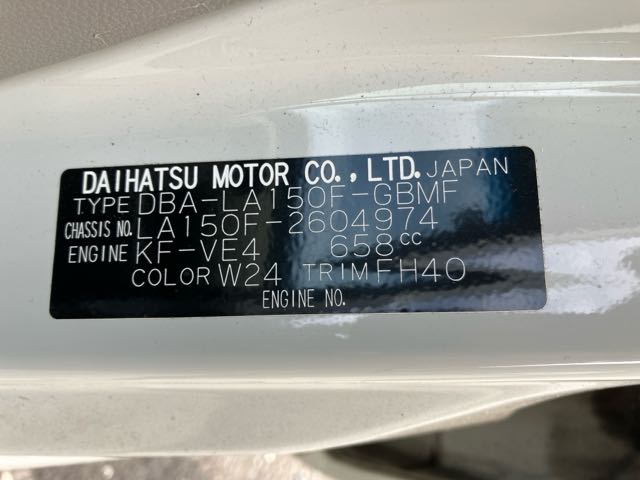 DAIHATSU MOTOR CO.,LTD. JAPAN
TYPE DBA-LA150F-GBMF
CHASSIS NO. LA150F-2604974
ENGINE KF-VE4 658cc
COLOR W24 TRIM FH40
ENGINE NO.